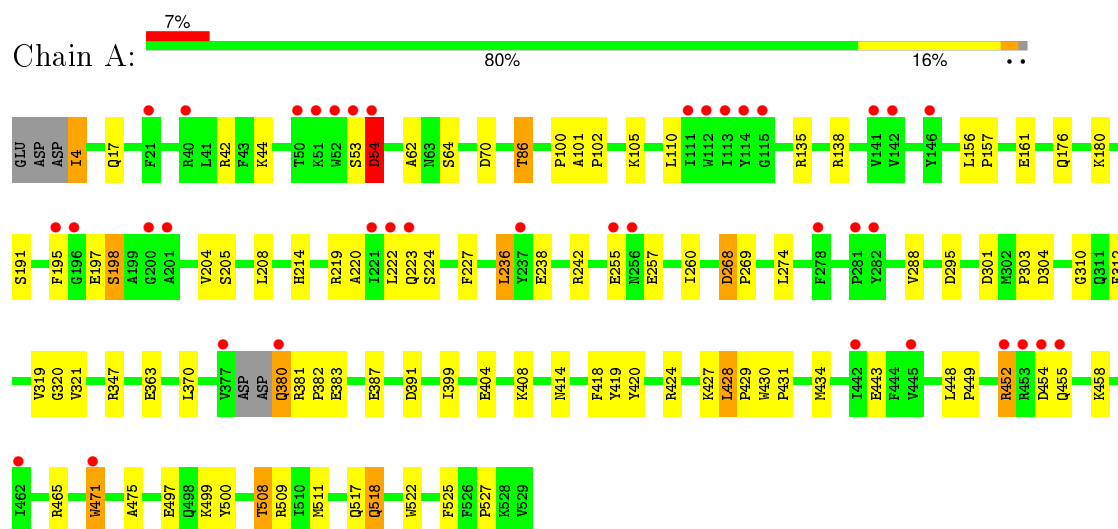 7%
Chain A:
80% 16% • •
GLU ASP ASP I4 Q17 F21 R40 L41 R42 F43 K44 T50 K51 W52 S53 D54 A62 N63 S64 D70 T86 P100 A101 P102 K105 L110 I111 W112 T113 Y114 G115 R135 R138 V141 V142 Y146 L156 P157 E161 Q176 K180
S191 F195 G196 E197 S198 A199 G200 A201 V204 S205 L208 H214 R219 A220 I221 L222 Q223 S224 F227 L236 Y237 E238 R242 E255 N256 E257 I260 D268 P269 L274 F278 P281 Y282 V288 D295 D301 M302 P303 D304 G310 Q311 F312
V319 G320 V321 R347 E363 L370 V377 ASP ASP Q380 R381 P382 E383 E387 D391 I399 E404 K408 N414 F418 Y419 Y420 R424 K427 L428 P429 W430 P431 M434 I442 E443 F444 V445 L448 P449 R452 R453 D454 Q455 K458
I462 R465 W471 A475 E497 Q498 K499 Y500 T508 R509 I510 M511 Q517 Q518 W522 F525 F526 P527 K528 V529